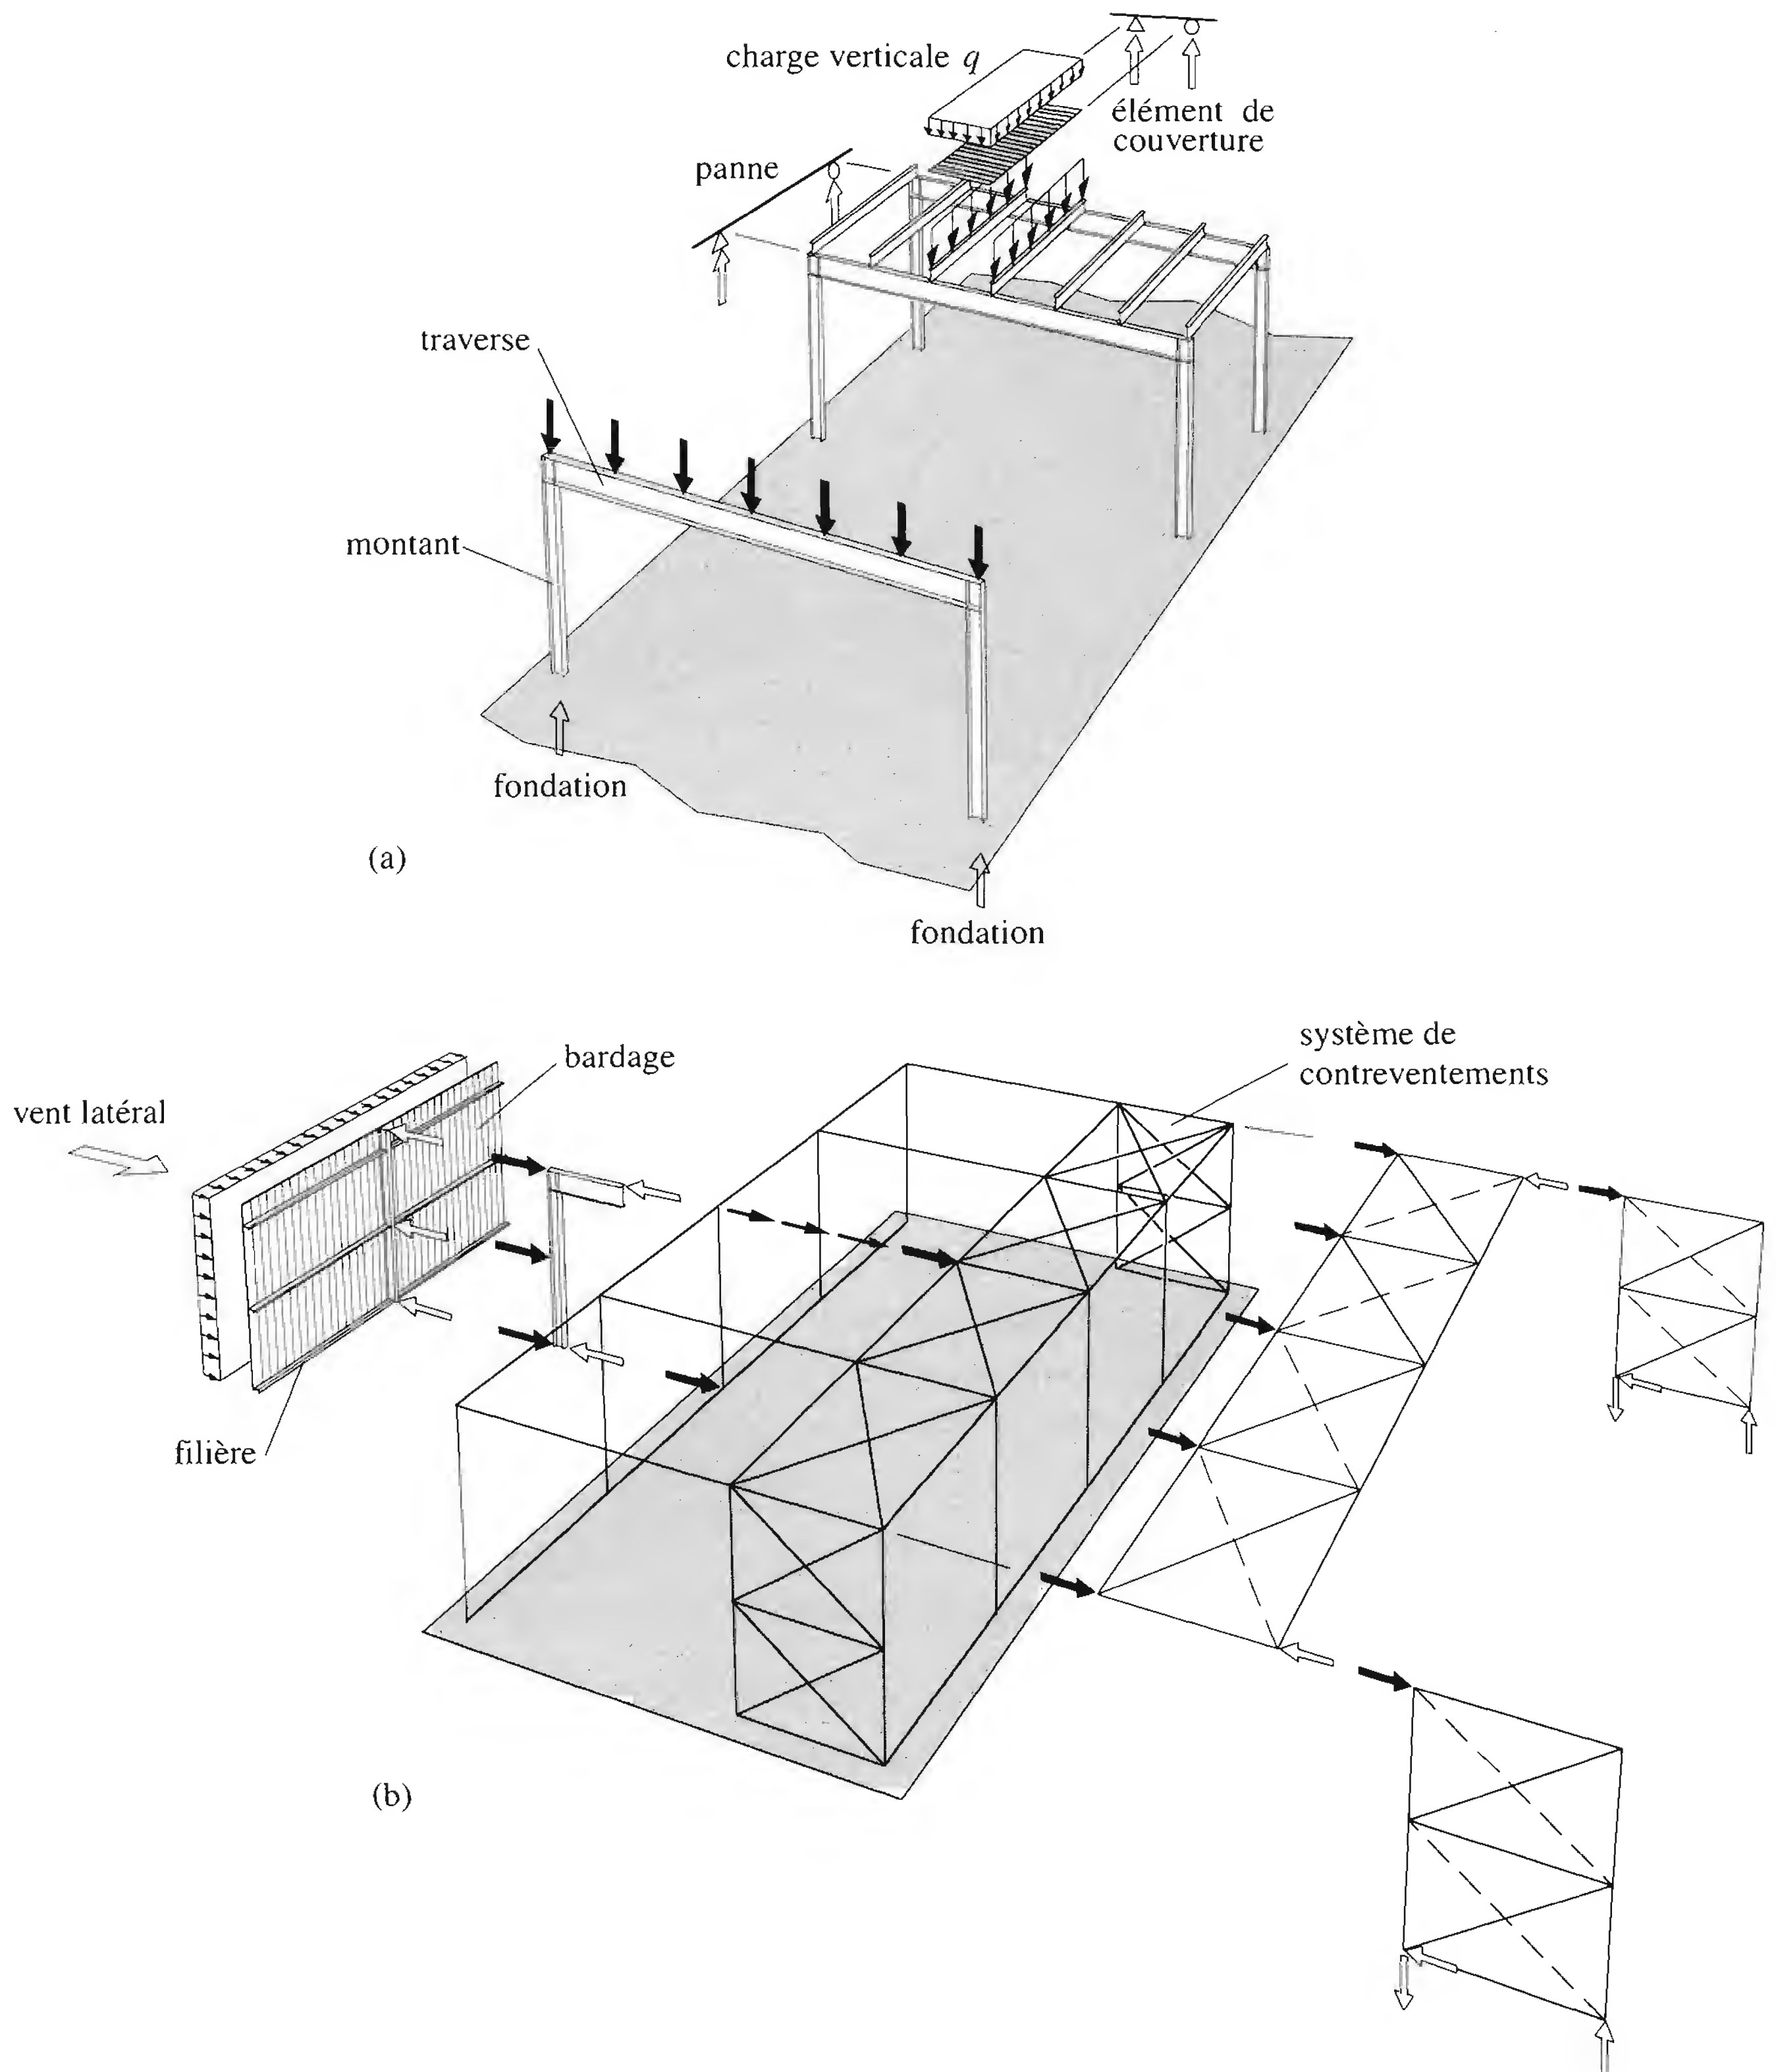 charge verticale q
élément de
couverture
panne
traverse
montant
fondation
(a)
fondation
système de
contreventements
bardage
vent latéral
filière
(b)